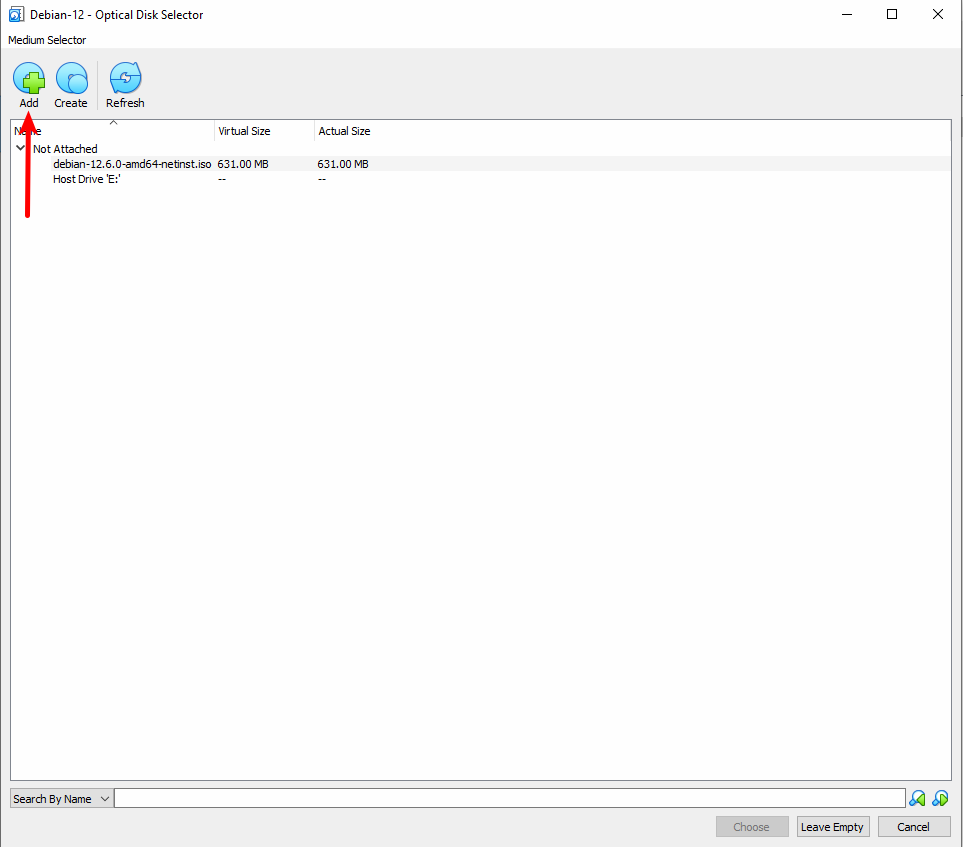 Debian-12 - Optical Disk Selector
Medium Selector
Add Create Refresh
Name Virtual Size Actual Size
Not Attached
debian-12.6.0-amd64-netinst.iso 631.00 MB 631.00 MB
Host Drive 'E:' -- --
Search By Name
Choose Leave Empty Cancel